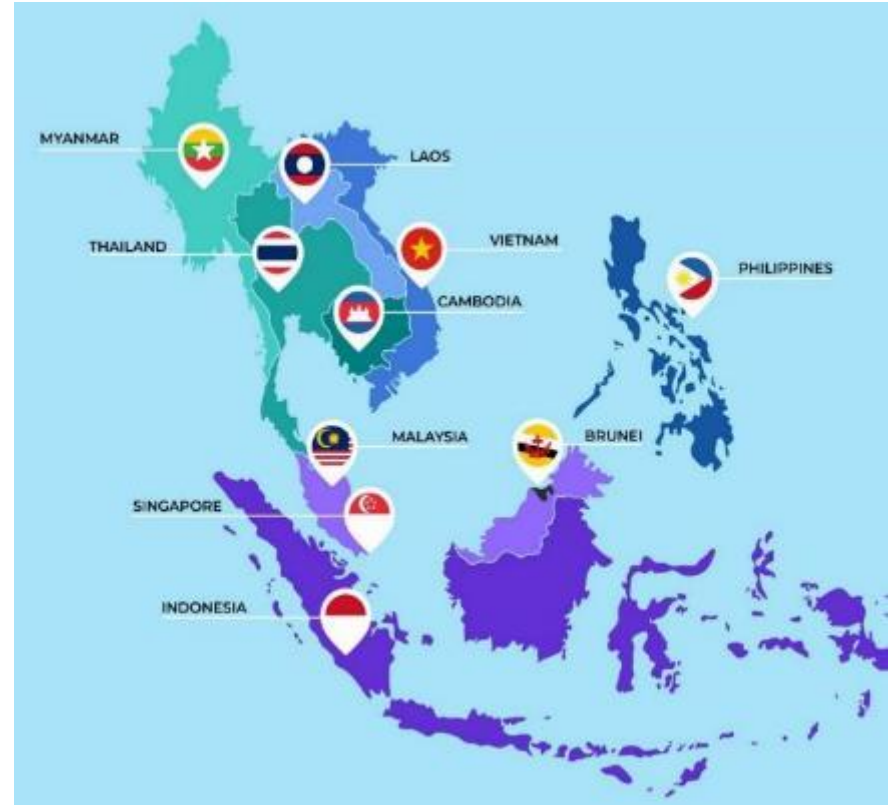 MYANMAR
LAOS
THAILAND
VIETNAM
PHILIPPINES
CAMBODIA
MALAYSIA
BRUNEI
SINGAPORE
INDONESIA